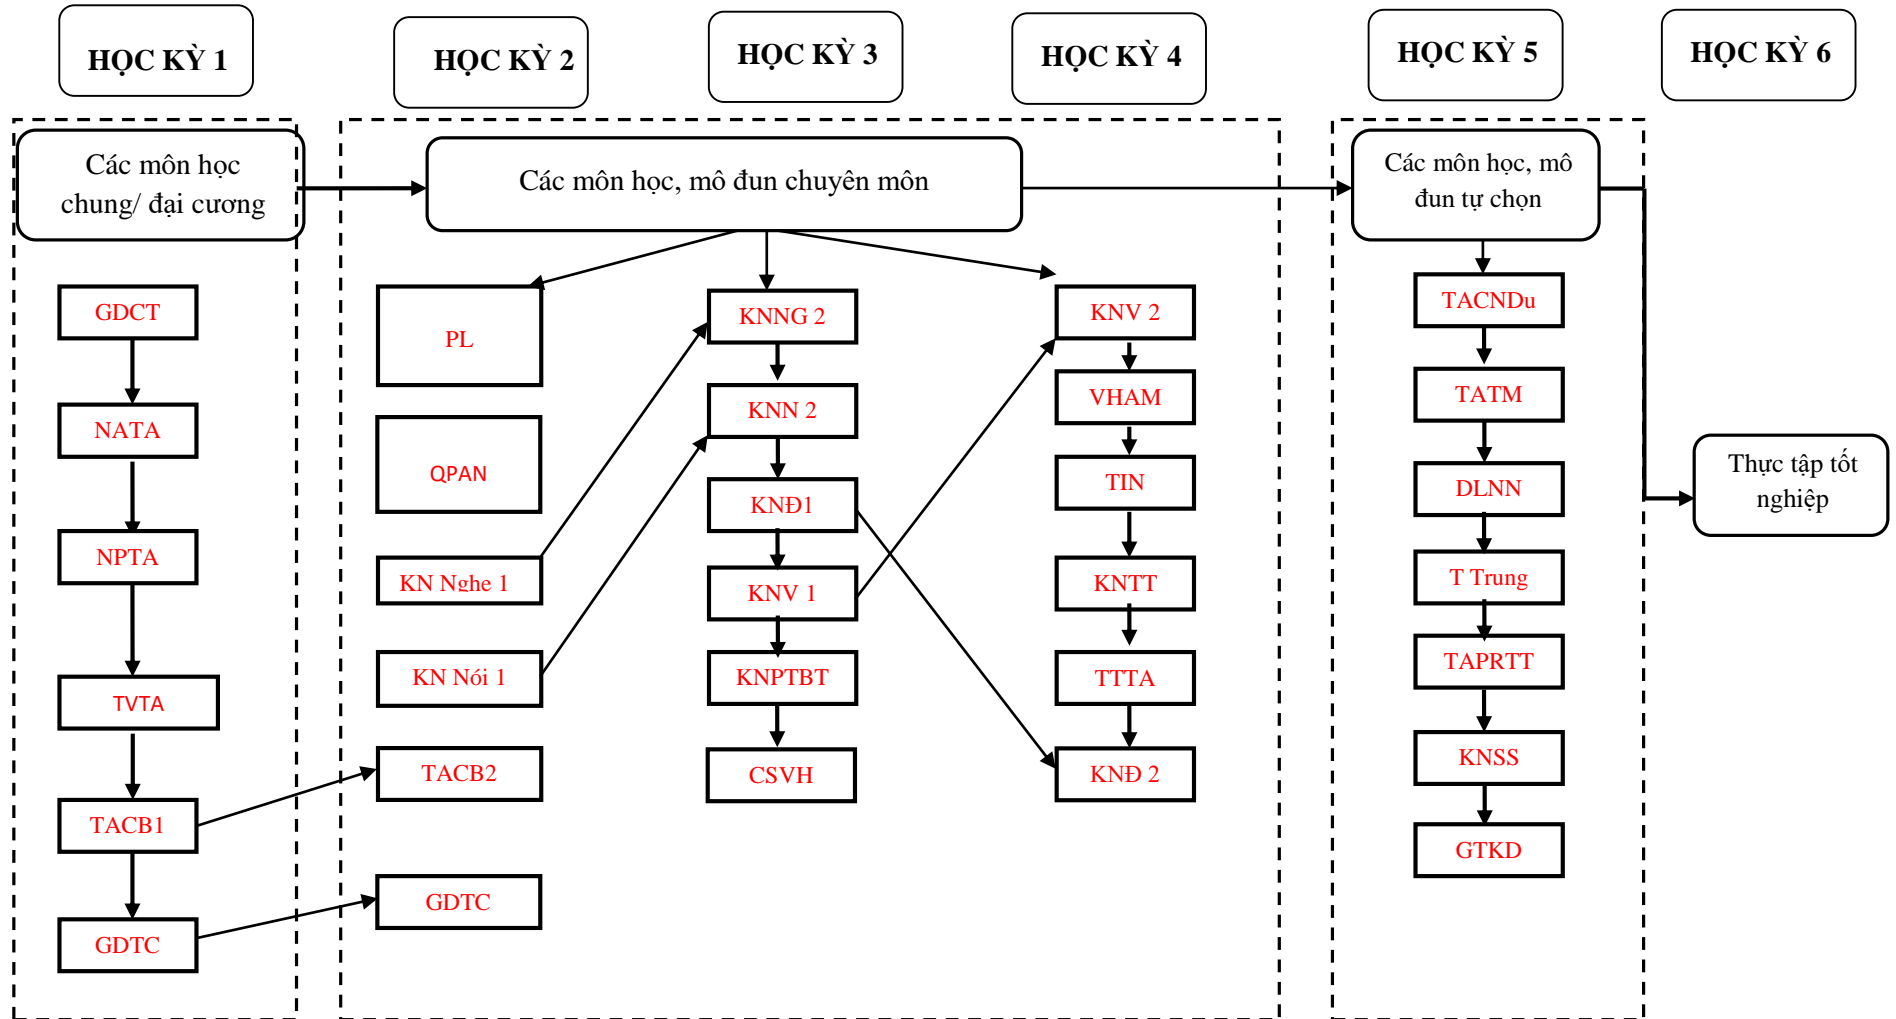 HỌC KỲ 1
HỌC KỲ 2
HỌC KỲ 3
HỌC KỲ 4
HỌC KỲ 5
HỌC KỲ 6
Các môn học
chung/ đại cương
Các môn học, mô đun chuyên môn
Các môn học, mô
đun tự chọn
GDCT
NATA
NPTA
TVTA
TACB1
GDTC
PL
QPAN
KN Nghe 1
KN Nói 1
TACB2
GDTC
KNNG 2
KNN 2
KNĐ1
KNV 1
KNPTBT
CSVH
KNV 2
VHAM
TIN
KNTT
TTTA
KNĐ 2
TACNDu
TATM
DLNN
T Trung
TAPRTT
KNSS
GTKD
Thực tập tốt
nghiệp